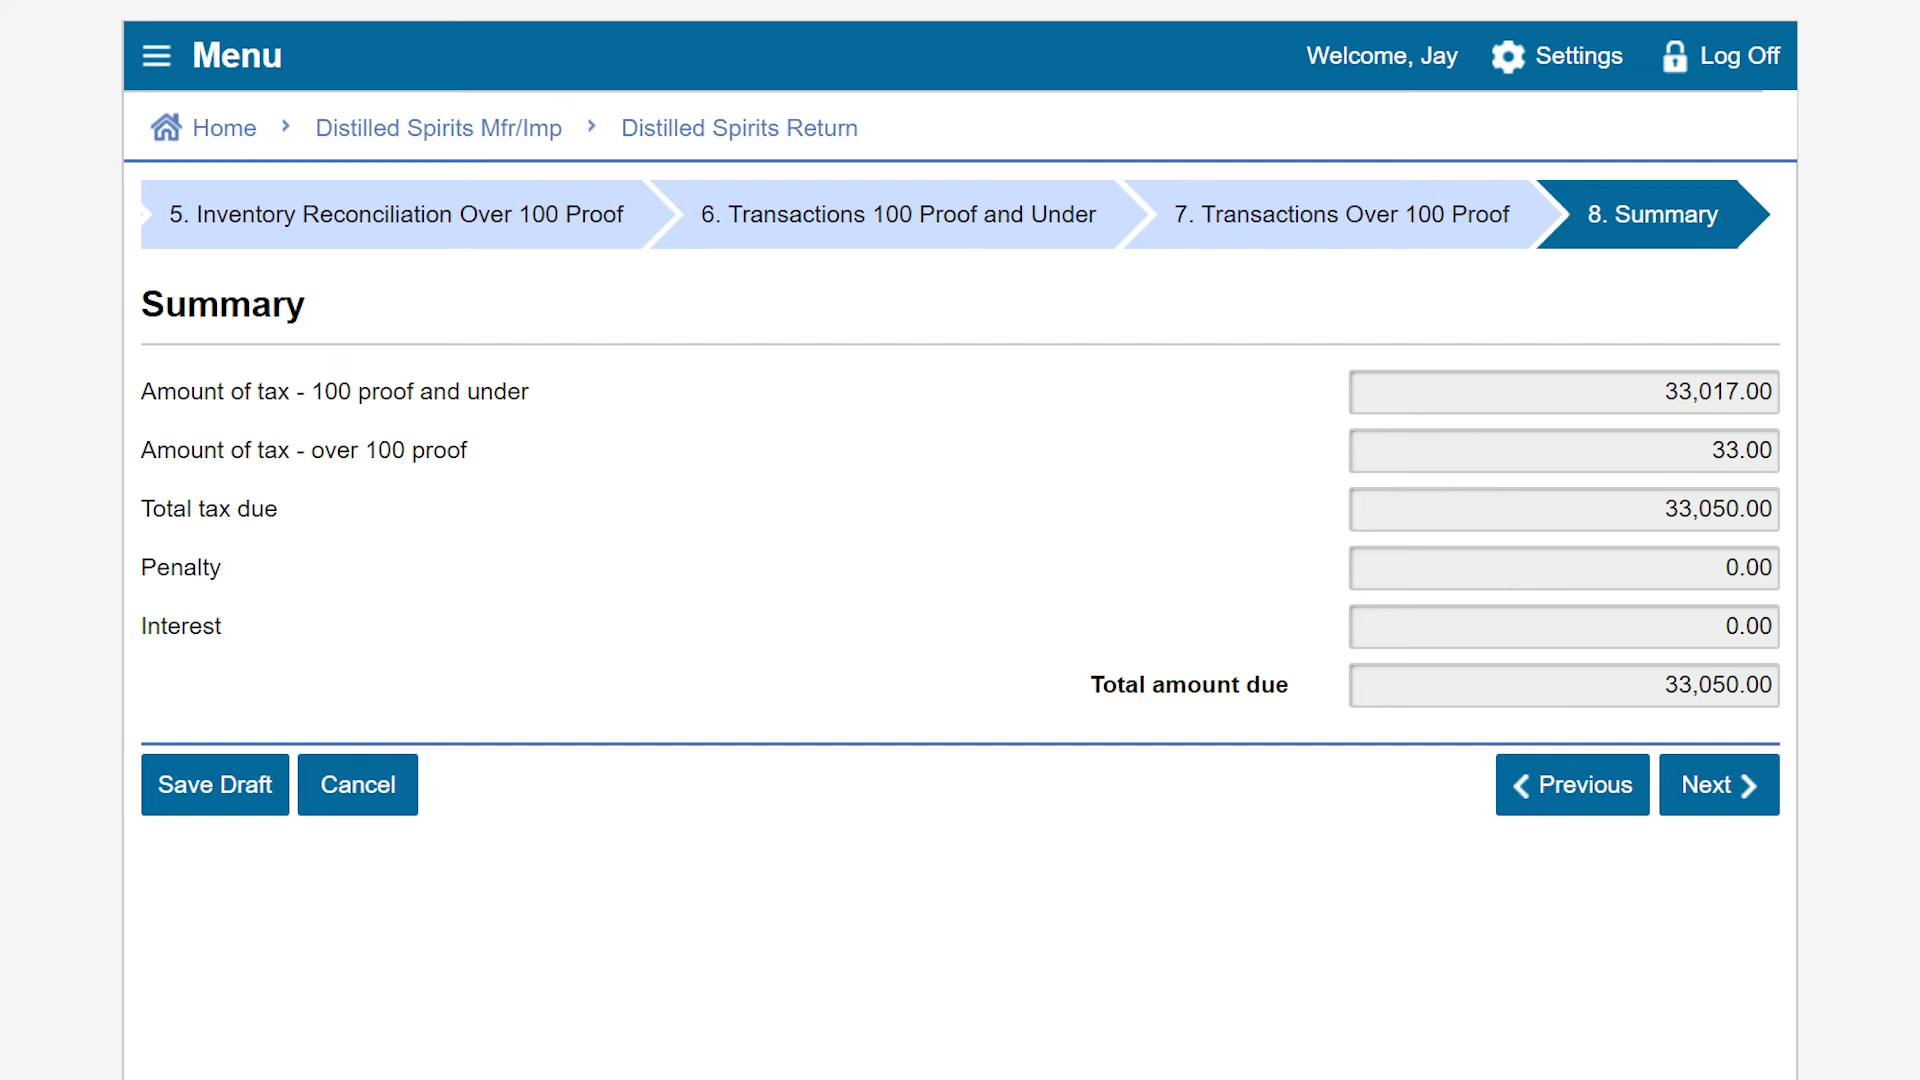 Menu
Welcome, Jay Settings Log Off
Home Distilled Spirits Mfr/Imp Distilled Spirits Return
5. Inventory Reconciliation Over 100 Proof 6. Transactions 100 Proof and Under 7. Transactions Over 100 Proof 8. Summary
Summary
Amount of tax - 100 proof and under 33,017.00
Amount of tax - over 100 proof 33.00
Total tax due 33,050.00
Penalty 0.00
Interest 0.00
Total amount due 33,050.00
Save Draft Cancel Previous Next